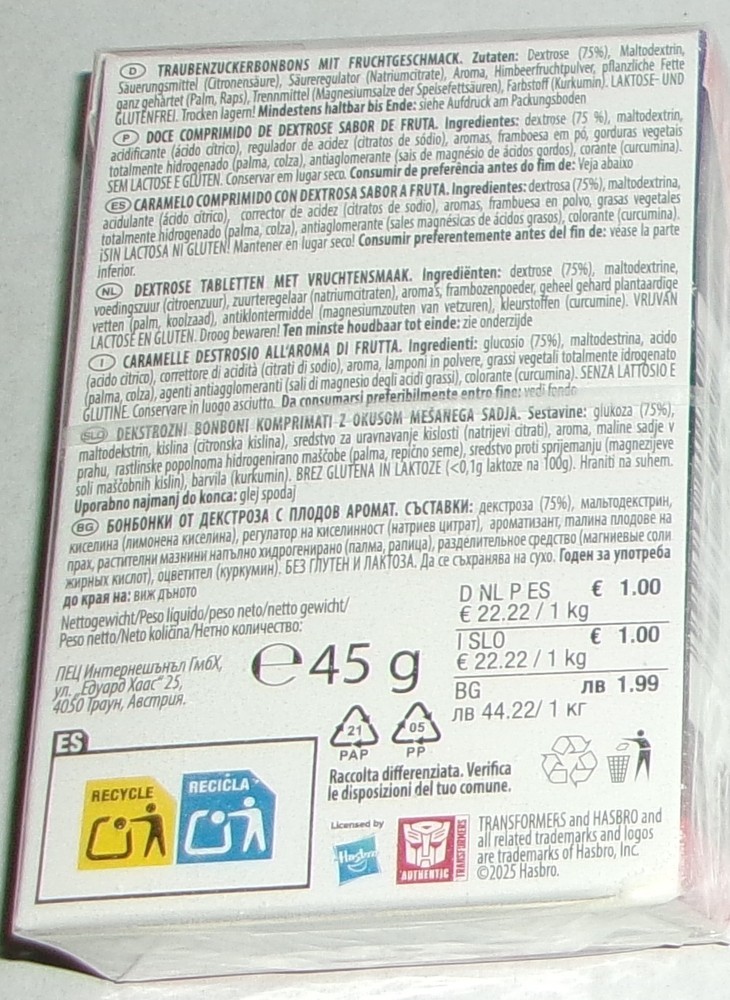 D TRAUBENZUCKERBONBONS MIT FRUCHTGESCHMACK. Zutaten: Dextrose (75%), Maltodextrin,
Säuerungsmittel (Citronensäure), Säureregulator (Natriumcitrate), Aroma, Himbeerfruchtpulver, pflanzliche Fette
ganz gehärtet (Palm, Raps), Trennmittel (Magnesiumsalze der Speisefettsäuren), Farbstoff (Kurkumin). LAKTOSE- UND
GLUTENFREI. Trocken lagern! Mindestens haltbar bis Ende: siehe Aufdruck am Packungsboden
P DOCE COMPRIMIDO DE DEXTROSE SABOR DE FRUTA. Ingredientes: dextrose (75 %), maltodextrin,
acidificante (ácido cítrico), regulador de acidez (citratos de sódio), aromas, framboesa em pó, gorduras vegetais
totalmente hidrogenado (palma, colza), antiaglomerante (sais de magnésio de ácidos gordos), corante (curcumina).
SEM LACTOSE E GLÚTEN. Conservar em lugar seco. Consumir de preferência antes do fim de: Veja abaixo
ES CARAMELO COMPRIMIDO CON DEXTROSA SABOR A FRUTA. Ingredientes: dextrosa (75%), maltodextrina,
acidulante (ácido cítrico), corrector de acidez (citratos de sodio), aromas, frambuesa en polvo, grasas vegetales
totalmente hidrogenado (palma, colza), antiaglomerante (sales magnésicas de ácidos grasos), colorante (curcumina).
¡SIN LACTOSA NI GLUTEN! Mantener en lugar seco! Consumir preferentemente antes del fin de: véase la parte
inferior.
NL DEXTROSE TABLETTEN MET VRUCHTENSMAAK. Ingrediënten: dextrose (75%), maltodextrine,
voedingszuur (citroenzuur), zuurteregelaar (natriumcitraten), aroma's, frambozenpoeder, geheel gehard plantaardige
vetten (palm, koolzaad), antiklontermiddel (magnesiumzouten van vetzuren), kleurstoffen (curcumine). VRIJVAN
LACTOSE EN GLUTEN. Droog bewaren! Ten minste houdbaar tot einde: zie onderzijde
I CARAMELLE DESTROSIO ALL'AROMA DI FRUTTA. Ingredienti: glucosio (75%), maltodestrina, acido
(acido citrico), correttore di acidità (citrati di sodio), aroma, lamponi in polvere, grassi vegetali totalmente idrogenato
(palma, colza), agenti antiagglomeranti (sali di magnesio degli acidi grassi), colorante (curcumina). SENZA LATTOSIO E
GLUTINE. Conservare in luogo asciutto. Da consumarsi preferibilmente entro fine: vedi fondo
SLO DEKSTROZNI BONBONI KOMPRIMATI Z OKUSOM MEŠANEGA SADJA. Sestavine: glukoza (75%),
maltodekstrin, kislina (citronska kislina), sredstvo za uravnavanje kislosti (natrijevi citrati), aroma, maline sadje v
prahu, rastlinske popolnoma hidrogenirano maščobe (palma, repično seme), sredstvo proti sprijemanju (magnezijeve
soli maščobnih kislin), barvila (kurkumin). BREZ GLUTENA IN LAKTOZE (<0,1g laktoze na 100g). Hraniti na suhem.
Uporabno najmanj do konca: glej spodaj
BG БОНБОНКИ ОТ ДЕКСТРОЗА С ПЛОДОВ АРОМАТ. СЪСТАВКИ: декстроза (75%), малтодекстрин,
киселина (лимонена киселина), регулатор на киселинност (натриев цитрат), ароматизант, малина плодове на
прах, растителни мазнини напълно хидрогенирано (палма, рапица), разделително средство (магниевые соли
жирных кислот), оцветител (куркумин). БЕЗ ГЛУТЕН И ЛАКТОЗА. Да се съхранява на сухо. Годен за употреба
до края на: виж дъното
Nettogewicht/Peso líquido/peso neto/netto gewicht/
Peso netto/Neto količina/Нетно количество:
ПЕЦ Интернешънъл ГмбХ,
ул. „Едуард Хаас" 25,
4050 Траун, Австрия.
e45 g
D NL P ES € 1.00
€ 22.22 / 1 kg
I SLO € 1.00
€ 22.22 / 1 kg
BG ЛВ 1.99
ЛВ 44.22/ 1 КГ
21
PAP
05
PP
Raccolta differenziata. Verifica
le disposizioni del tuo comune.
ES
RECYCLE
RECICLA
Licensed by
Hasbro
AUTHENTIC
TRANSFORMERS
TRANSFORMERS and HASBRO and
all related trademarks and logos
are trademarks of Hasbro, Inc.
©2025 Hasbro.